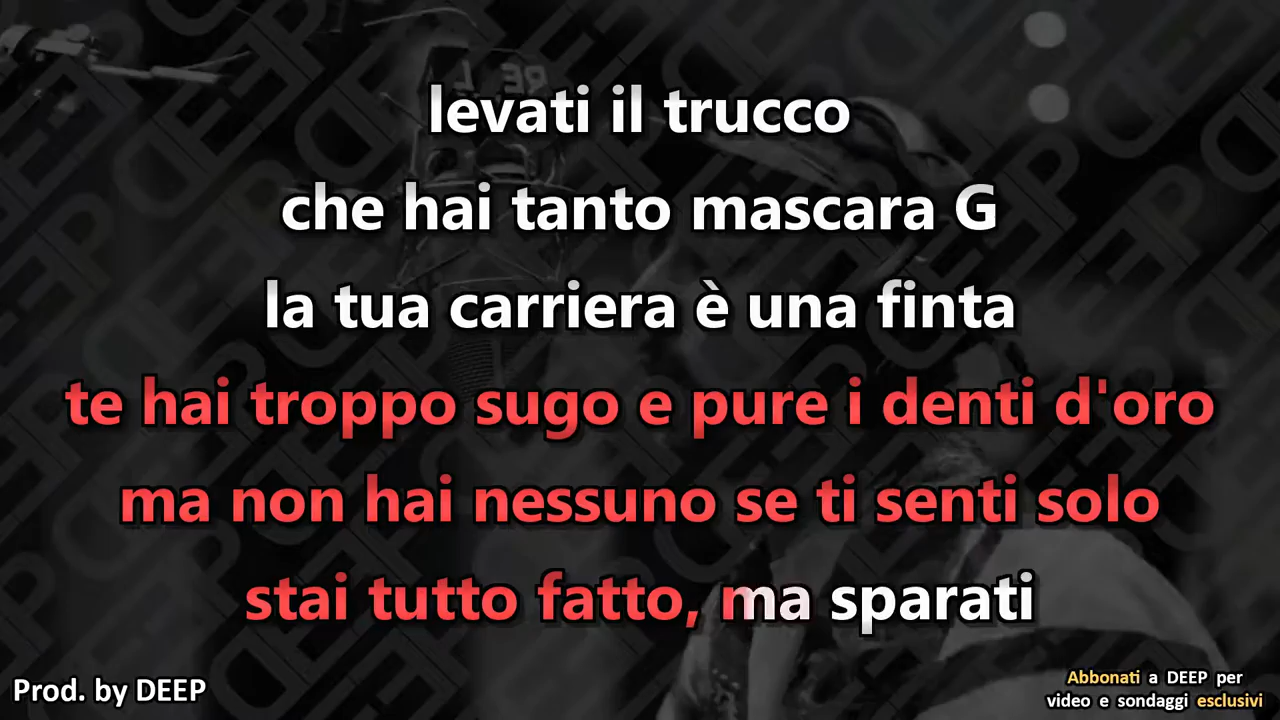 levati il trucco
che hai tanto mascara G
la tua carriera è una finta
te hai troppo sugo e pure i denti d'oro
ma non hai nessuno se ti senti solo
stai tutto fatto, ma sparati
Prod. by DEEP
Abbonati a DEEP per
video e sondaggi esclusivi